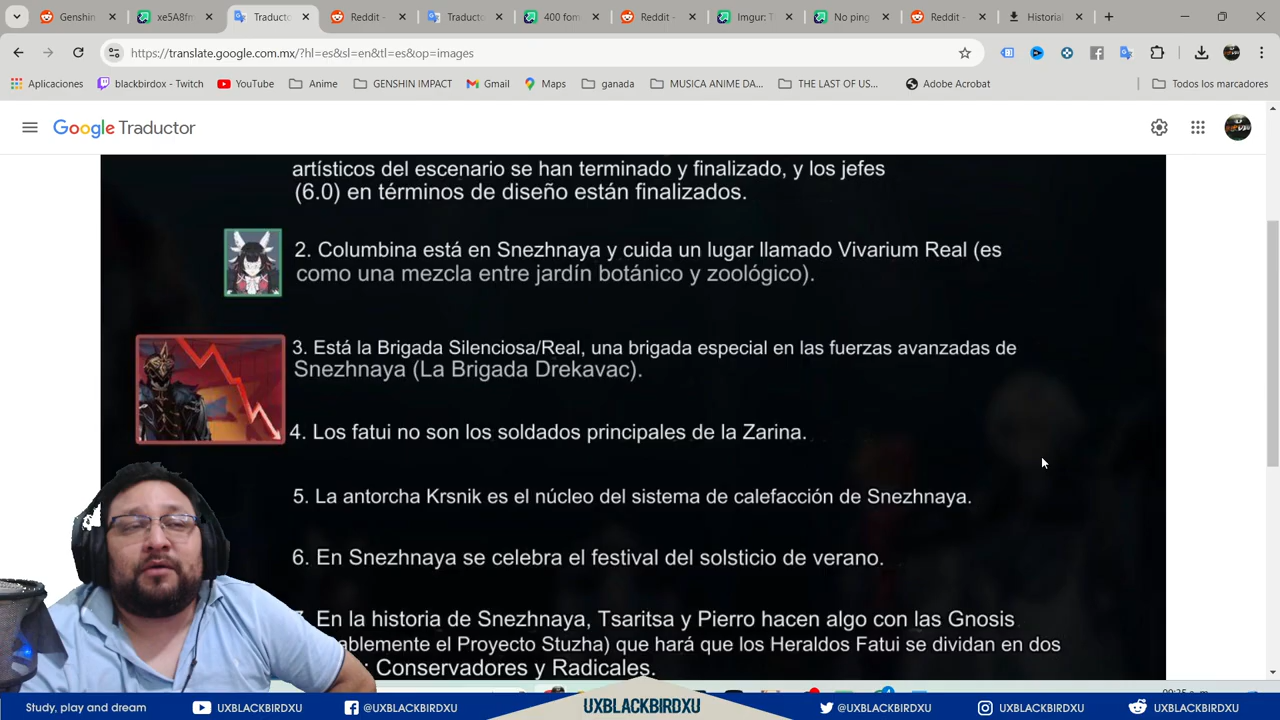 Genshin
xe5A8fr
Traducto
Reddit -
Traducto
400 fom
Reddit -
Imgur: T
No ping
Reddit -
Historial
https://translate.google.com.mx/?hl=es&sl=en&tl=es&op=images
Aplicaciones
blackbirdox - Twitch
YouTube
Anime
GENSHIN IMPACT
Gmail
Maps
ganada
MUSICA ANIME DA...
THE LAST OF US...
Adobe Acrobat
Todos los marcadores
Google Traductor
artísticos del escenario se han terminado y finalizado, y los jefes
(6.0) en términos de diseño están finalizados.
2. Columbina está en Snezhnaya y cuida un lugar llamado Vivarium Real (es
como una mezcla entre jardín botánico y zoológico).
3. Está la Brigada Silenciosa/Real, una brigada especial en las fuerzas avanzadas de
Snezhnaya (La Brigada Drekavac).
4. Los fatui no son los soldados principales de la Zarina.
5. La antorcha Krsnik es el núcleo del sistema de calefacción de Snezhnaya.
6. En Snezhnaya se celebra el festival del solsticio de verano.
En la historia de Snezhnaya, Tsaritsa y Pierro hacen algo con las Gnosis
ablemente el Proyecto Stuzha) que hará que los Heraldos Fatui se dividan en dos
: Conservadores y Radicales.
Study, play and dream
UXBLACKBIRDXU
@UXBLACKBIRDXU
UXBLACKBIRDXU
@UXBLACKBIRDXU
UXBLACKBIRDXU
UXBLACKBIRDXU